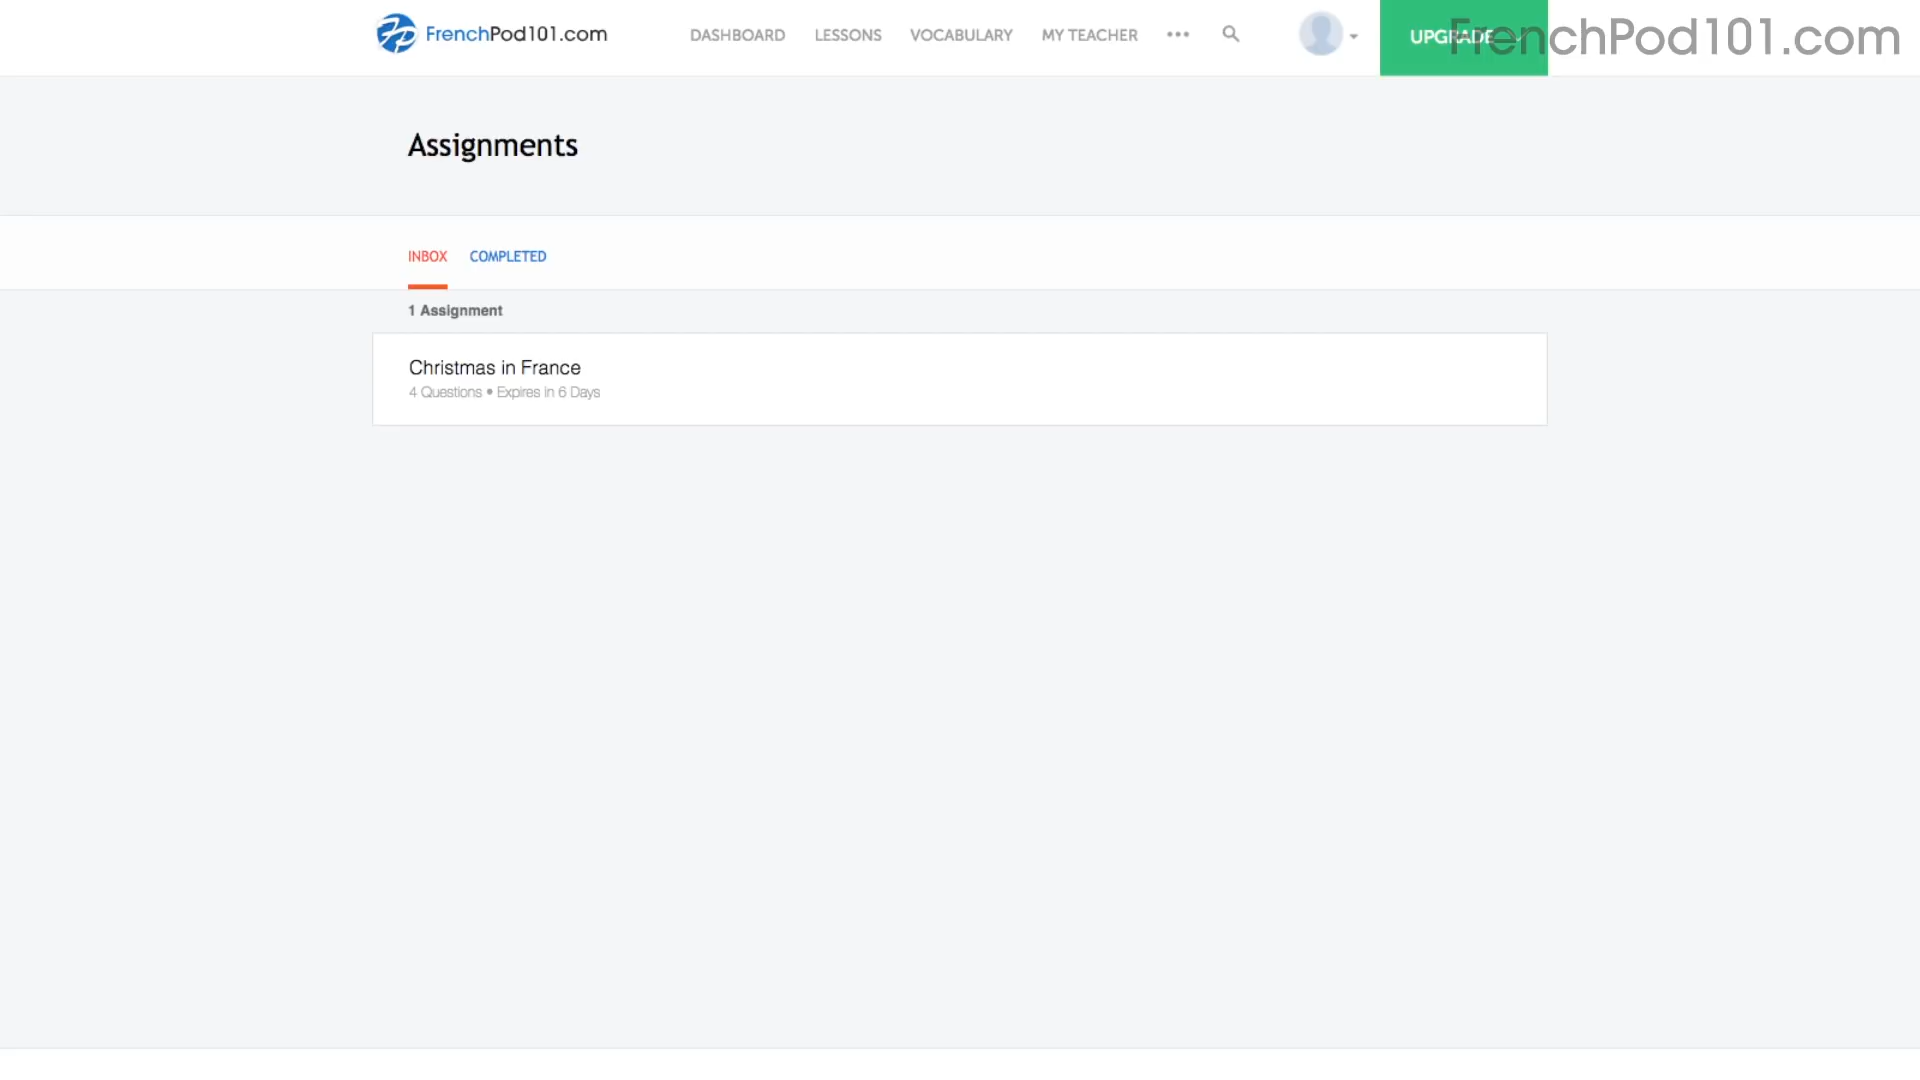 FrenchPod101.com
DASHBOARD
LESSONS
VOCABULARY
MY TEACHER
UPGRADE
FrenchPod101.com
Assignments
INBOX
COMPLETED
1 Assignment
Christmas in France
4 Questions • Expires in 6 Days